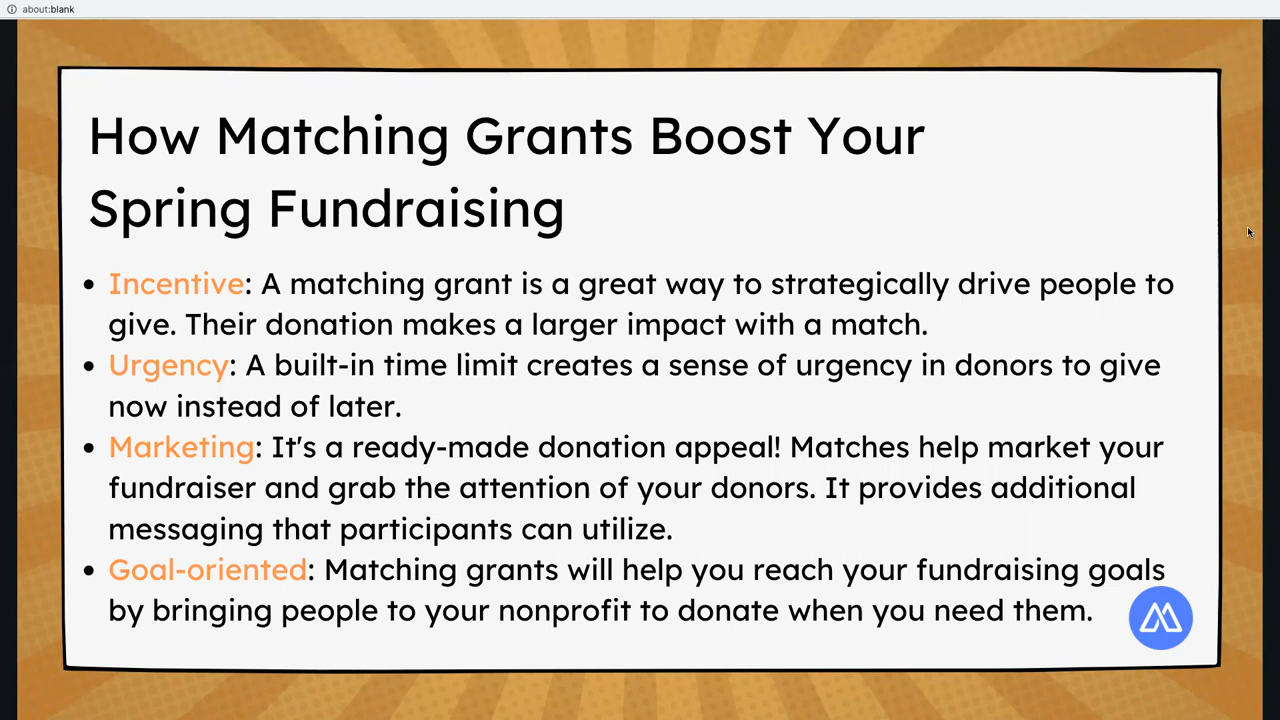 about:blank
How Matching Grants Boost Your
Spring Fundraising
• Incentive: A matching grant is a great way to strategically drive people to
give. Their donation makes a larger impact with a match.
• Urgency: A built-in time limit creates a sense of urgency in donors to give
now instead of later.
• Marketing: It's a ready-made donation appeal! Matches help market your
fundraiser and grab the attention of your donors. It provides additional
messaging that participants can utilize.
• Goal-oriented: Matching grants will help you reach your fundraising goals
by bringing people to your nonprofit to donate when you need them.